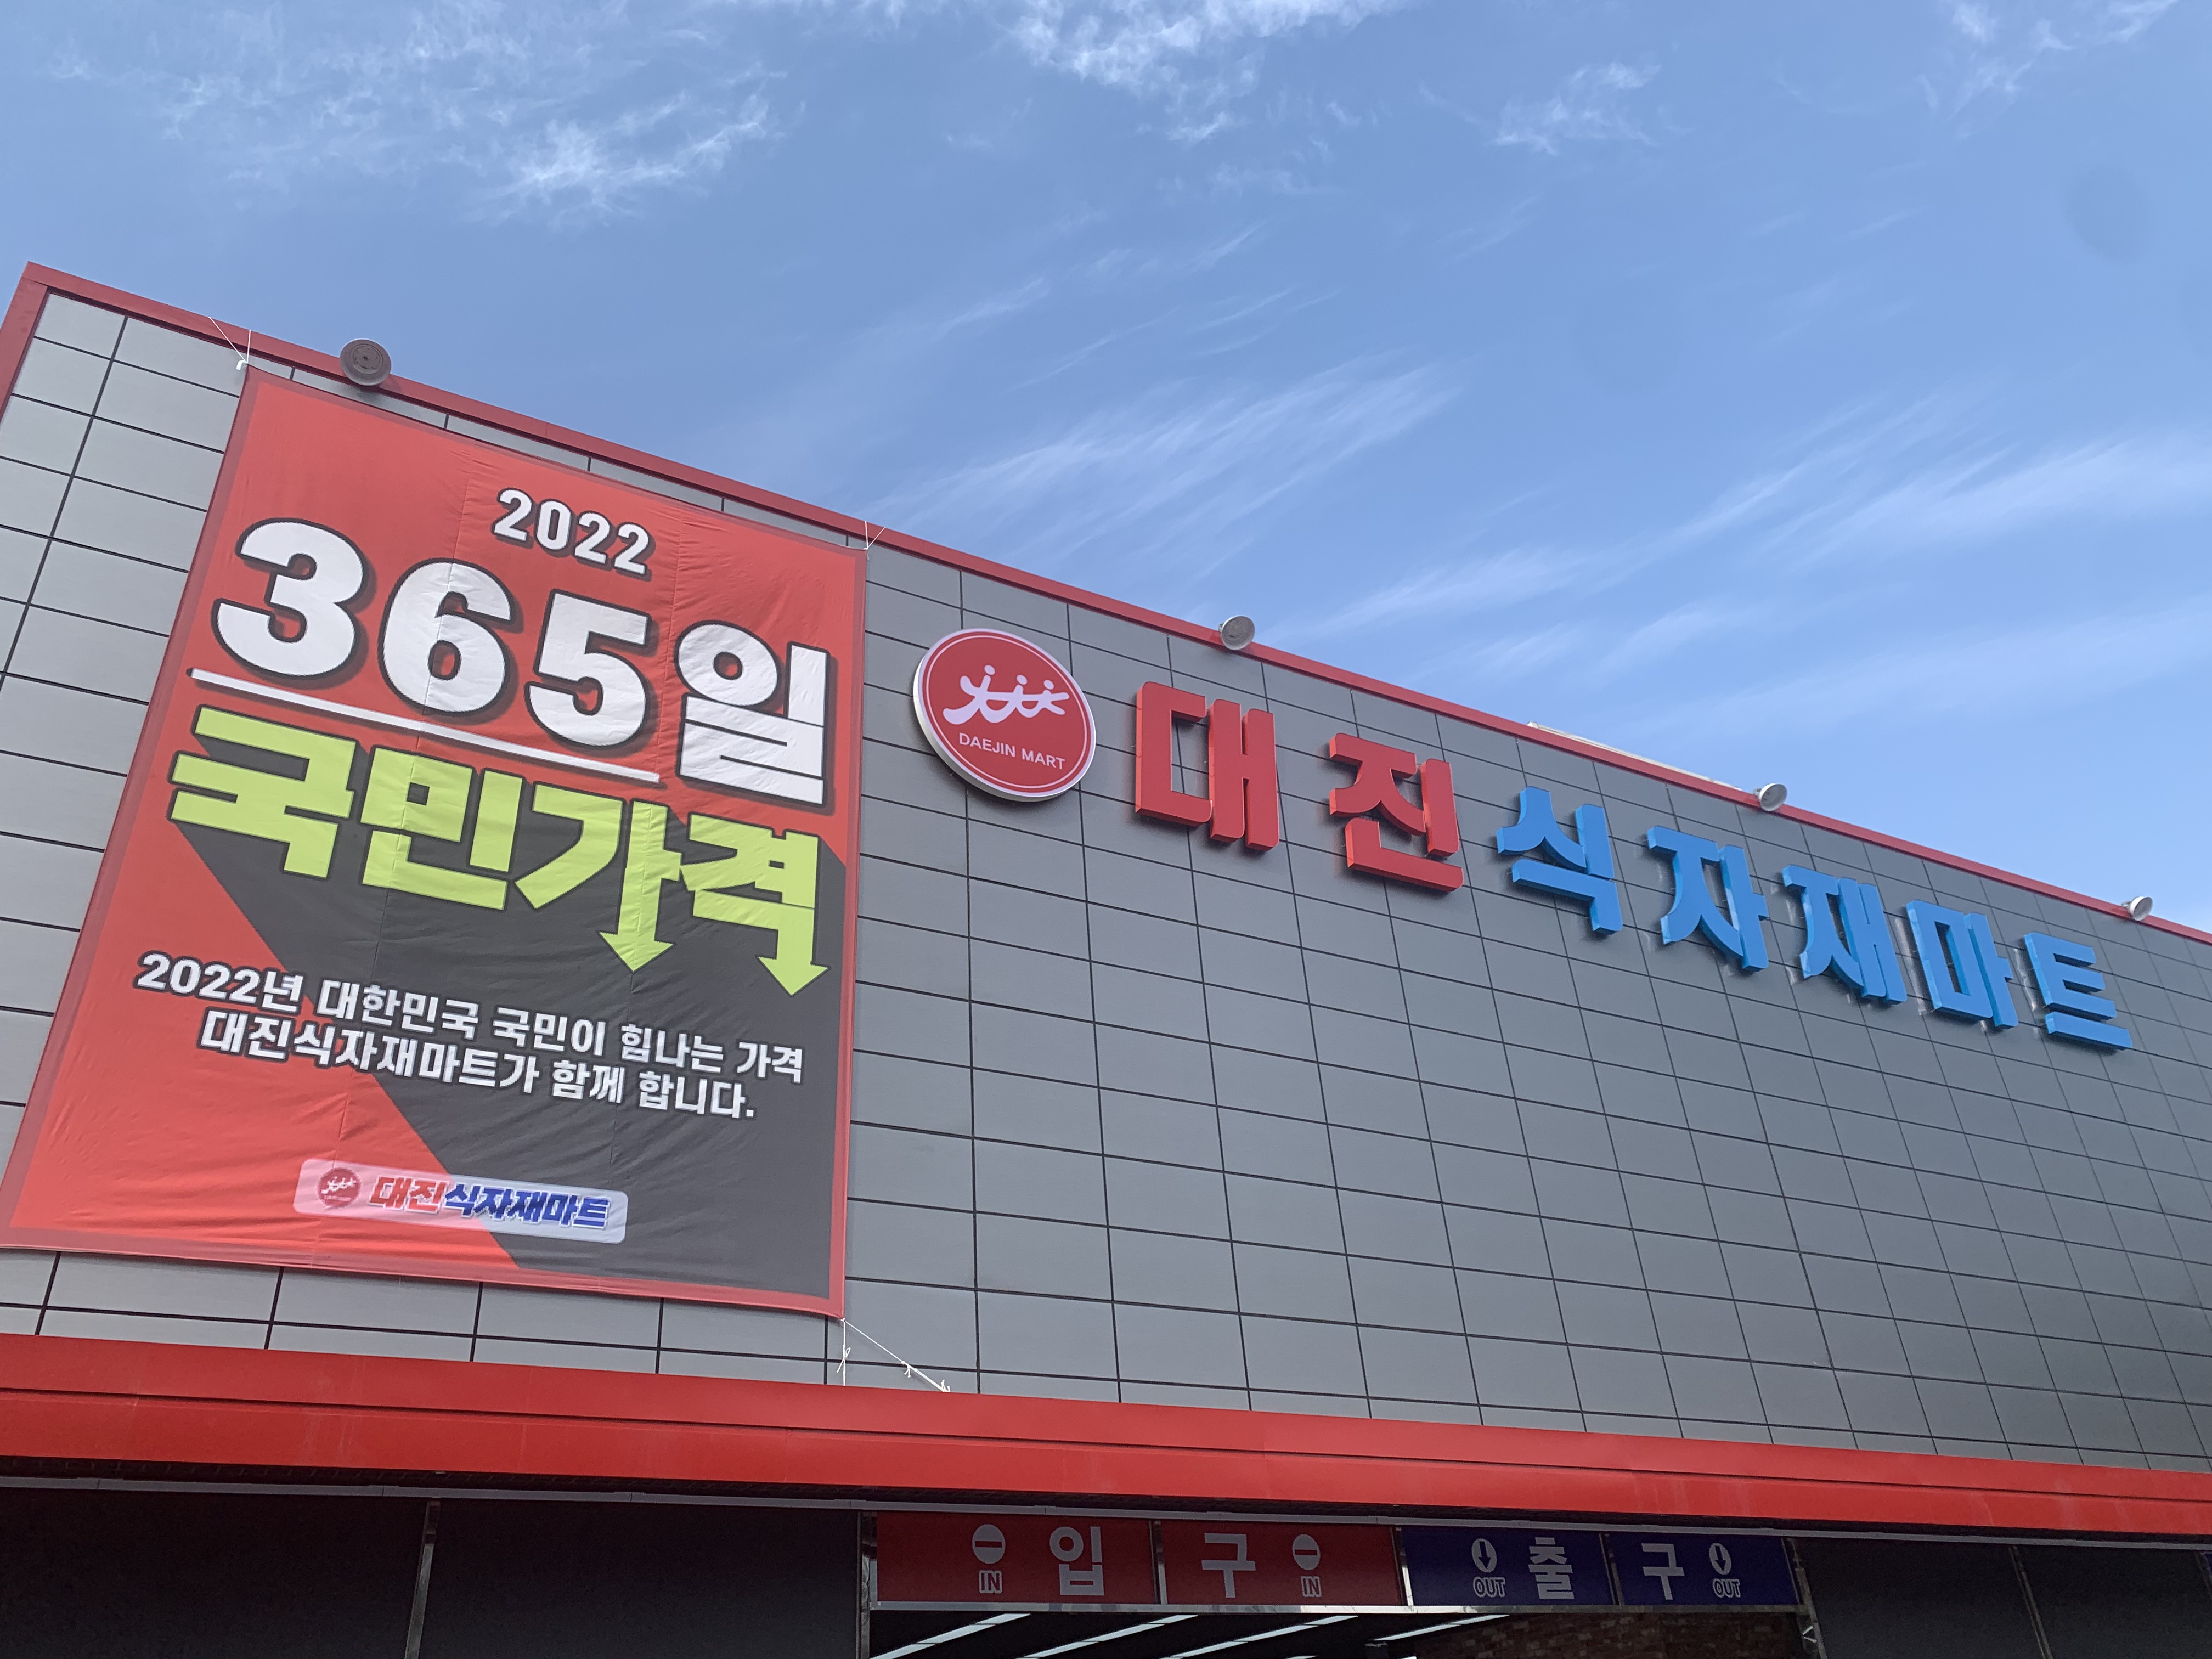 2022
365일
국민가격
2022년 대한민국 국민이 힘나는 가격
대진식자재마트가 함께 합니다.
대진식자재마트
DAEJIN MART
대진식자재마트
IN 입구 IN
OUT 출구 OUT